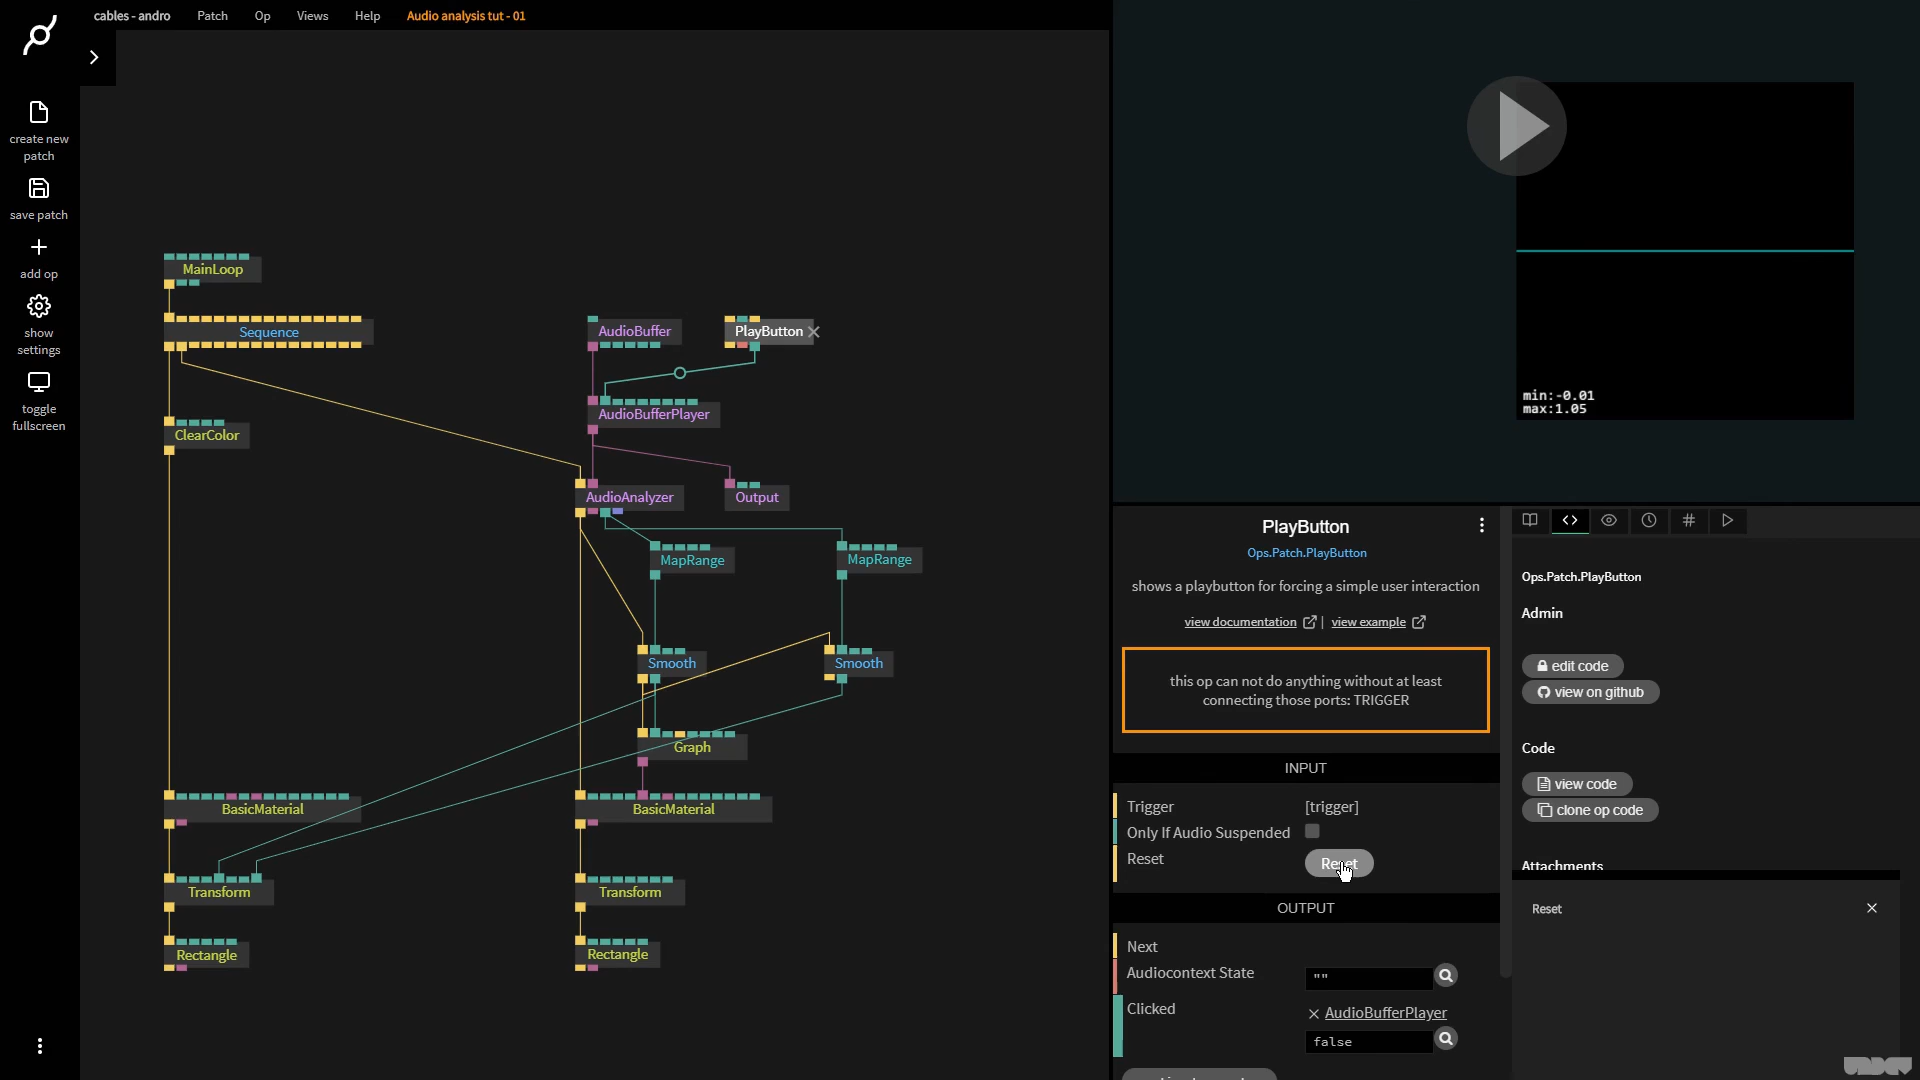 cables - andro Patch Op Views Help Audio analysis tut - 01
create new
patch
save patch
add op
show
settings
toggle
fullscreen
MainLoop
Sequence
AudioBuffer
PlayButton
AudioBufferPlayer
ClearColor
AudioAnalyzer
Output
MapRange
MapRange
Smooth
Smooth
Graph
BasicMaterial
BasicMaterial
Transform
Transform
Rectangle
Rectangle
min:-0.01
max:1.05
PlayButton
Ops.Patch.PlayButton
shows a playbutton for forcing a simple user interaction
view documentation | view example
this op can not do anything without at least
connecting those ports: TRIGGER
INPUT
Trigger [trigger]
Only If Audio Suspended
Reset Reset
OUTPUT
Next
Audiocontext State ""
Clicked AudioBufferPlayer
false
Ops.Patch.PlayButton
Admin
edit code
view on github
Code
view code
clone op code
Attachments
Reset